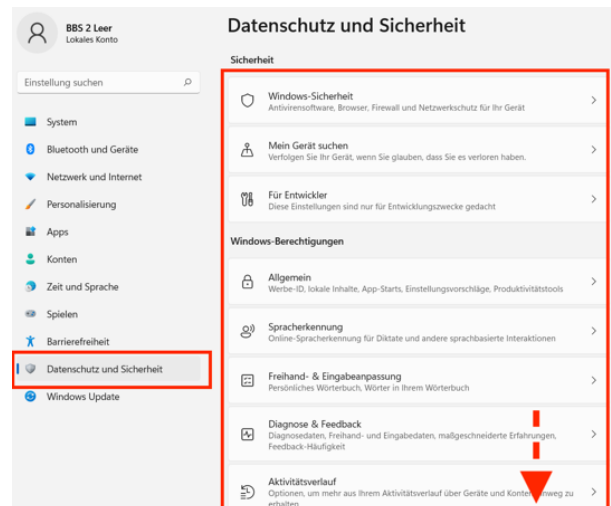 BBS 2 Leer
Lokales Konto
Einstellung suchen
System
Bluetooth und Geräte
Netzwerk und Internet
Personalisierung
Apps
Konten
Zeit und Sprache
Spielen
Barrierefreiheit
Datenschutz und Sicherheit
Windows Update
Datenschutz und Sicherheit
Sicherheit
Windows-Sicherheit
Antivirensoftware, Browser, Firewall und Netzwerkschutz für Ihr Gerät
Mein Gerät suchen
Verfolgen Sie Ihr Gerät, wenn Sie glauben, dass Sie es verloren haben.
Für Entwickler
Diese Einstellungen sind nur für Entwicklungszwecke gedacht
Windows-Berechtigungen
Allgemein
Werbe-ID, lokale Inhalte, App-Starts, Einstellungsvorschläge, Produktivitätstools
Spracherkennung
Online-Spracherkennung für Diktate und andere sprachbasierte Interaktionen
Freihand- & Eingabeanpassung
Persönliches Wörterbuch, Wörter in Ihrem Wörterbuch
Diagnose & Feedback
Diagnosedaten, Freihand- und Eingabedaten, maßgeschneiderte Erfahrungen,
Feedback-Häufigkeit
Aktivitätsverlauf
Optionen, um mehr aus Ihrem Aktivitätsverlauf über Geräte und Konten zu
erhalten